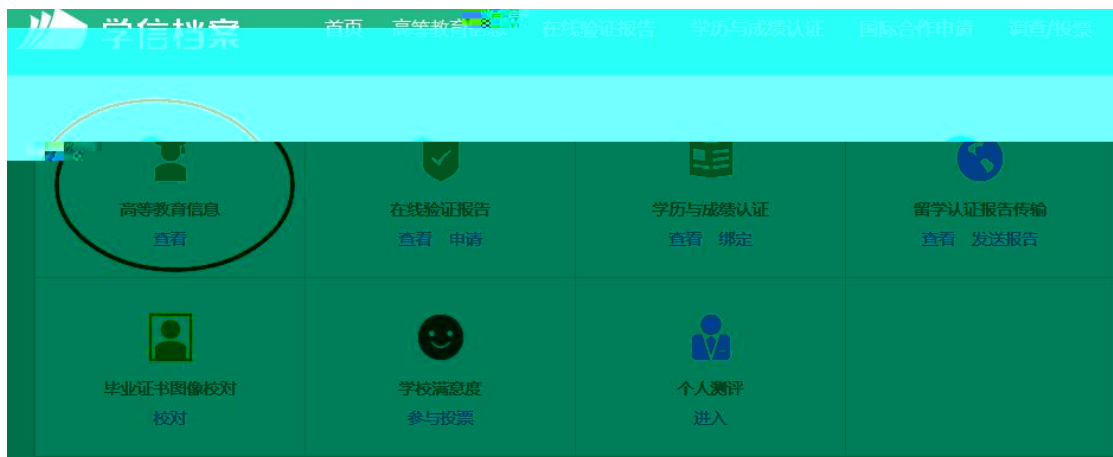 学信档案
首页 高等教育信息 在线验证报告 学历与成绩认证 国际合作申请 调查/投票
高等教育信息 在线验证报告 学历与成绩认证 留学认证报告传输
查看 查看 申请 查看 绑定 查看 发送报告
毕业证书图像校对 学校满意度 个人测评
校对 参与投票 进入